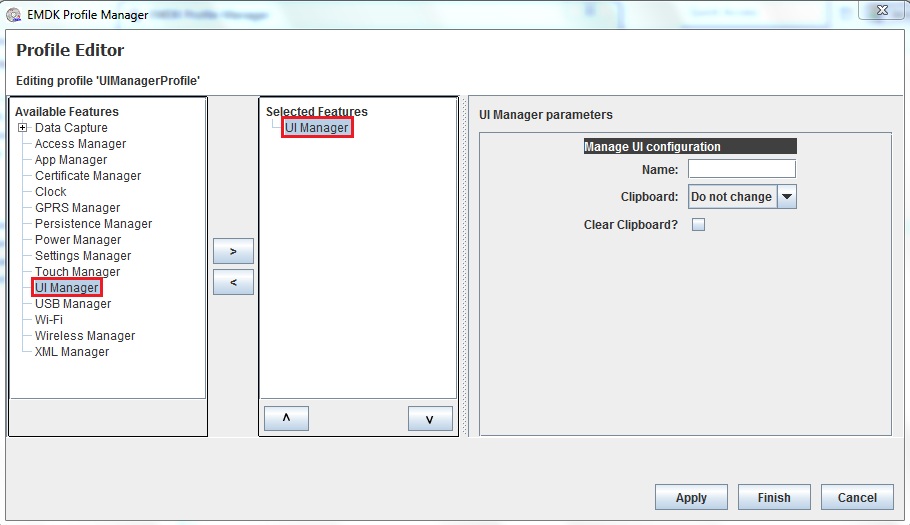 EMDK Profile Manager
Profile Editor
Editing profile 'UIManagerProfile'
Available Features
Data Capture
Access Manager
App Manager
Certificate Manager
Clock
GPRS Manager
Persistence Manager
Power Manager
Settings Manager
Touch Manager
UI Manager
USB Manager
Wi-Fi
Wireless Manager
XML Manager
>
<
Selected Features
UI Manager
^
v
UI Manager parameters
Manage UI configuration
Name:
Clipboard: Do not change
Clear Clipboard?
Apply Finish Cancel